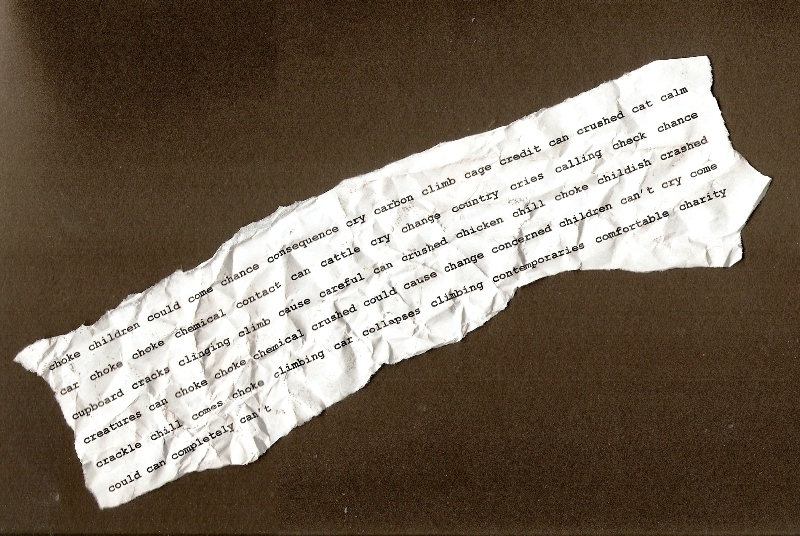 choke children could come chance consequence cry carbon climb cage credit can crushed cat calm
car choke choke chemical contact can cattle cry change country cries calling check chance
cupboard cracks clinging climb cause careful can crushed chicken chill choke childish crashed
creatures can choke choke chemical crushed could cause change concerned children can't cry come
crackle chill comes choke climbing car collapses climbing contemporaries comfortable charity
could can completely can't